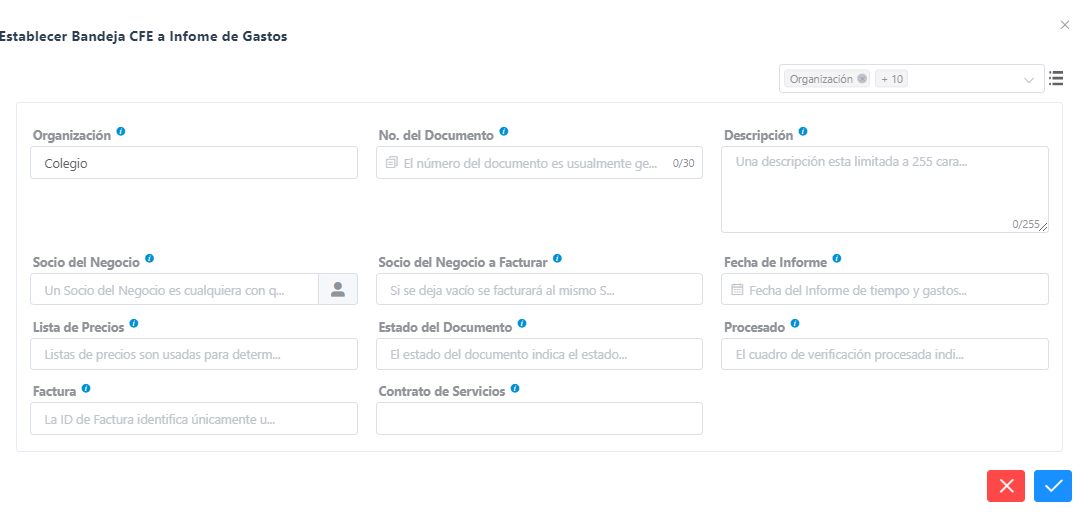 Establecer Bandeja CFE a Infome de Gastos
Organización + 10
Organización No. del Documento Descripción
Colegio El número del documento es usualmente ge... 0/30 Una descripción esta limitada a 255 cara...
0/255
Socio del Negocio Socio del Negocio a Facturar Fecha de Informe
Un Socio del Negocio es cualquiera con q... Si se deja vacío se facturará al mismo S... Fecha del Informe de tiempo y gastos...
Lista de Precios Estado del Documento Procesado
Listas de precios son usadas para determ... El estado del documento indica el estado... El cuadro de verificación procesada indi...
Factura Contrato de Servicios
La ID de Factura identifica únicamente u...